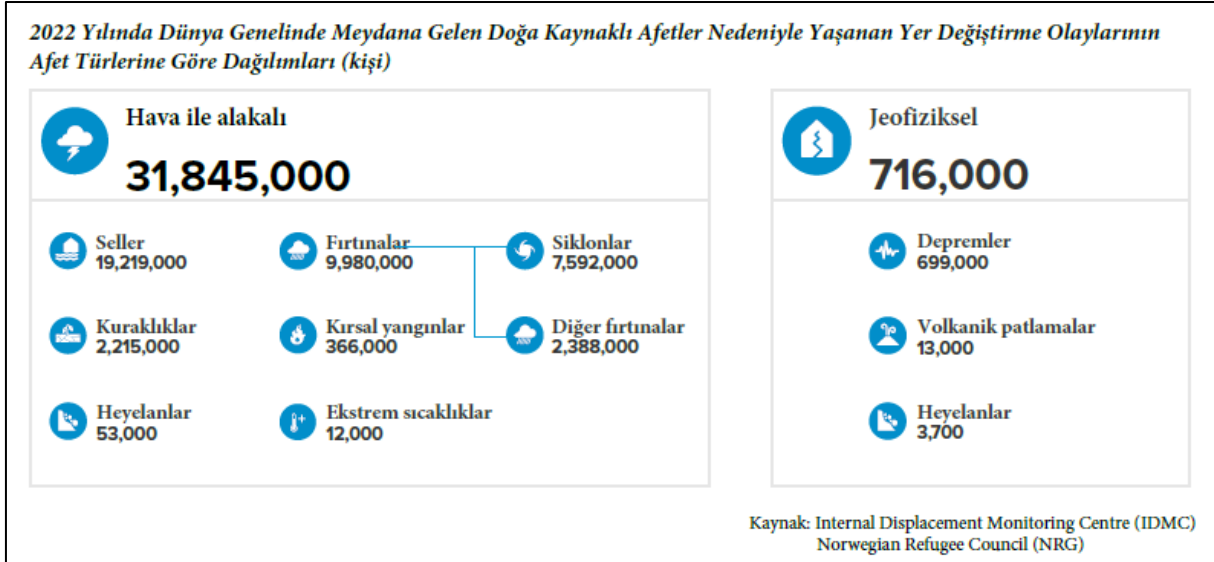 2022 Yılında Dünya Genelinde Meydana Gelen Doğa Kaynaklı Afetler Nedeniyle Yaşanan Yer Değiştirme Olaylarının
Afet Türlerine Göre Dağılımları (kişi)
Hava ile alakalı
31,845,000
Seller
19,219,000
Fırtınalar
9,980,000
Siklonlar
7,592,000
Kuraklıklar
2,215,000
Kırsal yangınlar
366,000
Diğer fırtınalar
2,388,000
Heyelanlar
53,000
Ekstrem sıcaklıklar
12,000
Jeofiziksel
716,000
Depremler
699,000
Volkanik patlamalar
13,000
Heyelanlar
3,700
Kaynak: Internal Displacement Monitoring Centre (IDMC)
Norwegian Refugee Council (NRG)